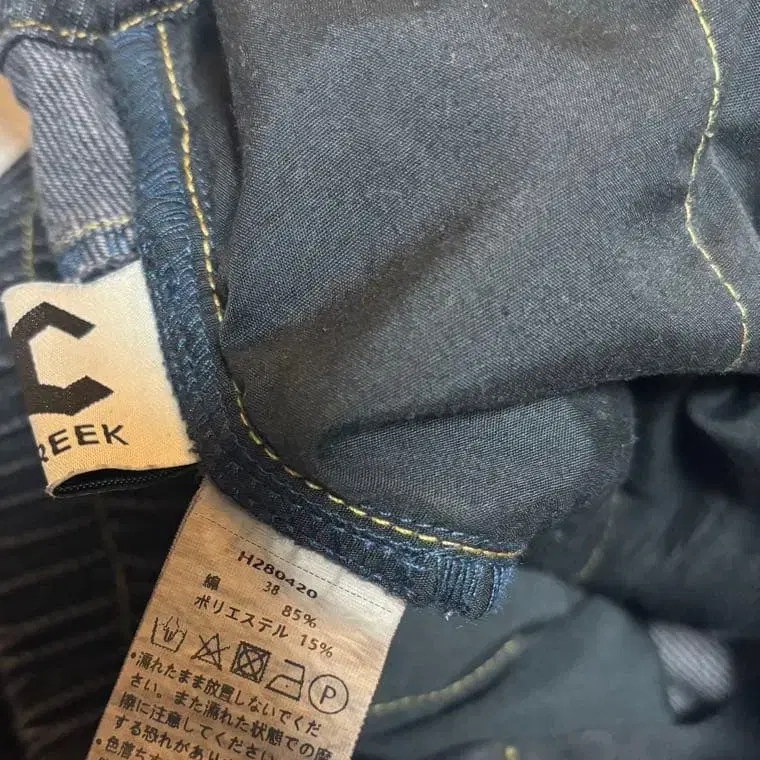 REEK
H280420
38
綿 85%
ポリエステル 15%
P
・濡れたまま放置しないでくだ
さい。また濡れた状態での摩
擦に注意してください
する恐れがあり
・色落ち